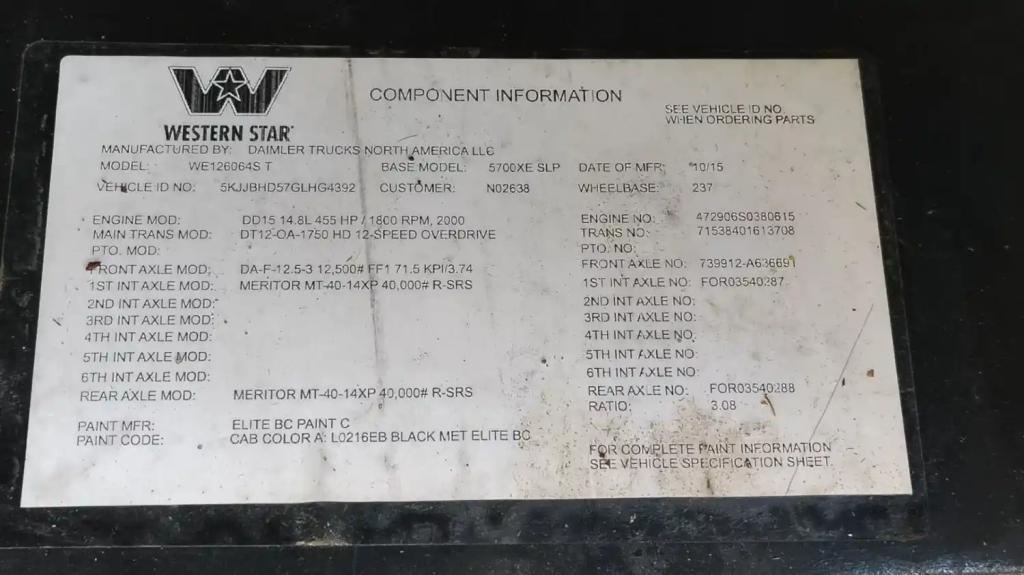 COMPONENT INFORMATION
SEE VEHICLE ID NO
WHEN ORDERING PARTS
WESTERN STAR
MANUFACTURED BY: DAIMLER TRUCKS NORTH AMERICA LLC
MODEL: WE126064S T BASE MODEL: 5700XE SLP DATE OF MFR: 10/15
VEHICLE ID NO: 5KJJBHD57GLHG4392 CUSTOMER: N02638 WHEELBASE: 237
ENGINE MOD: DD15 14.8L 455 HP / 1800 RPM, 2000 ENGINE NO: 472906S0380615
MAIN TRANS MOD: DT12-OA-1750 HD 12-SPEED OVERDRIVE TRANS NO: 71538401613708
PTO. MOD: PTO. NO:
FRONT AXLE MOD: DA-F-12.5-3 12,500# FF1 71.5 KPI/3.74 FRONT AXLE NO: 739912-A636691
1ST INT AXLE MOD: MERITOR MT-40-14XP 40,000# R-SRS 1ST INT AXLE NO: FOR03540287
2ND INT AXLE MOD: 2ND INT AXLE NO:
3RD INT AXLE MOD: 3RD INT AXLE NO:
4TH INT AXLE MOD: 4TH INT AXLE NO:
5TH INT AXLE MOD: 5TH INT AXLE NO:
6TH INT AXLE MOD: 6TH INT AXLE NO:
REAR AXLE MOD: MERITOR MT-40-14XP 40,000# R-SRS REAR AXLE NO: FOR03540288
RATIO: 3.08
PAINT MFR: ELITE BC PAINT C
PAINT CODE: CAB COLOR A: L0216EB BLACK MET ELITE BC
FOR COMPLETE PAINT INFORMATION
SEE VEHICLE SPECIFICATION SHEET.